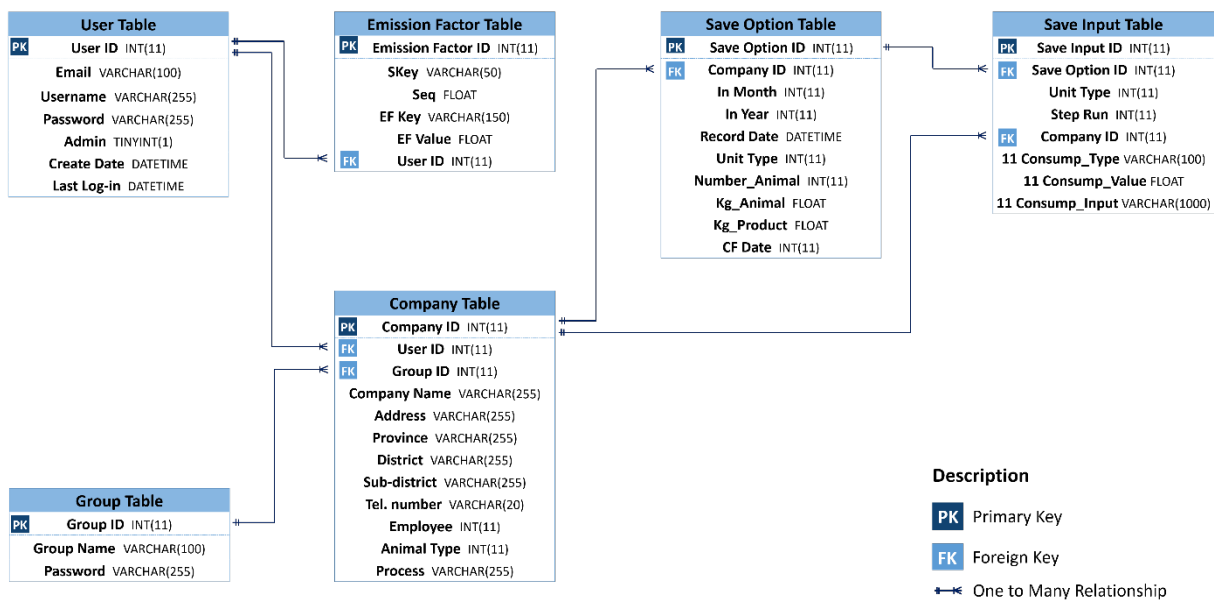 User Table
PK User ID INT(11)
Email VARCHAR(100)
Username VARCHAR(255)
Password VARCHAR(255)
Admin TINYINT(1)
Create Date DATETIME
Last Log-in DATETIME
Emission Factor Table
PK Emission Factor ID INT(11)
SKey VARCHAR(50)
Seq FLOAT
EF Key VARCHAR(150)
EF Value FLOAT
FK User ID INT(11)
Save Option Table
PK Save Option ID INT(11)
FK Company ID INT(11)
In Month INT(11)
In Year INT(11)
Record Date DATETIME
Unit Type INT(11)
Number_Animal INT(11)
Kg_Animal FLOAT
Kg_Product FLOAT
CF Date INT(11)
Save Input Table
PK Save Input ID INT(11)
FK Save Option ID INT(11)
Unit Type INT(11)
Step Run INT(11)
FK Company ID INT(11)
11 Consump_Type VARCHAR(100)
11 Consump_Value FLOAT
11 Consump_Input VARCHAR(1000)
Company Table
PK Company ID INT(11)
FK User ID INT(11)
FK Group ID INT(11)
Company Name VARCHAR(255)
Address VARCHAR(255)
Province VARCHAR(255)
District VARCHAR(255)
Sub-district VARCHAR(255)
Tel. number VARCHAR(20)
Employee INT(11)
Animal Type INT(11)
Process VARCHAR(255)
Group Table
PK Group ID INT(11)
Group Name VARCHAR(100)
Password VARCHAR(255)
Description
PK Primary Key
FK Foreign Key
One to Many Relationship